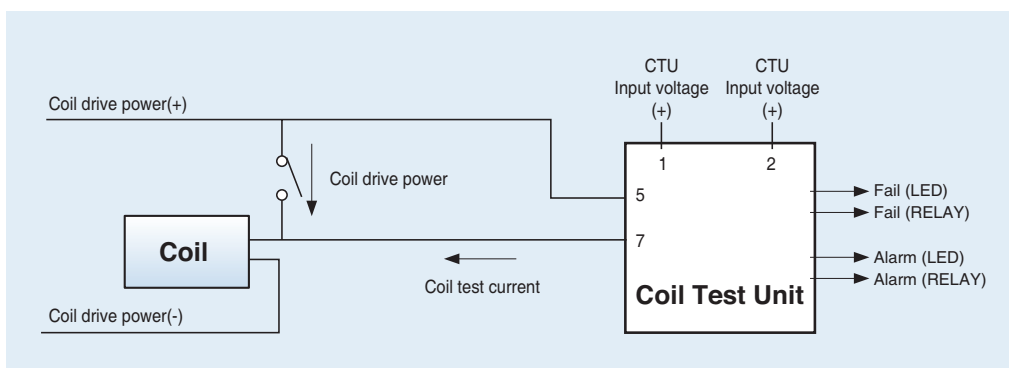 CTU
Input voltage
(+)
CTU
Input voltage
(+)
Coil drive power(+)
1
2
Coil drive power
5
Fail (LED)
Fail (RELAY)
7
Coil
Alarm (LED)
Alarm (RELAY)
Coil test current
Coil Test Unit
Coil drive power(-)